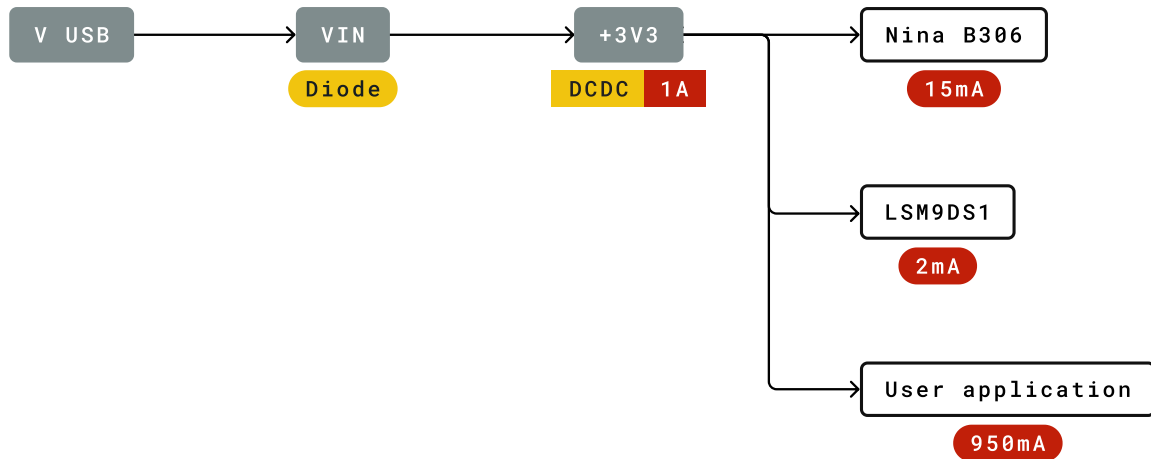 V USB
VIN
+3V3
Nina B306
Diode
DCDC
1A
15mA
LSM9DS1
2mA
User application
950mA